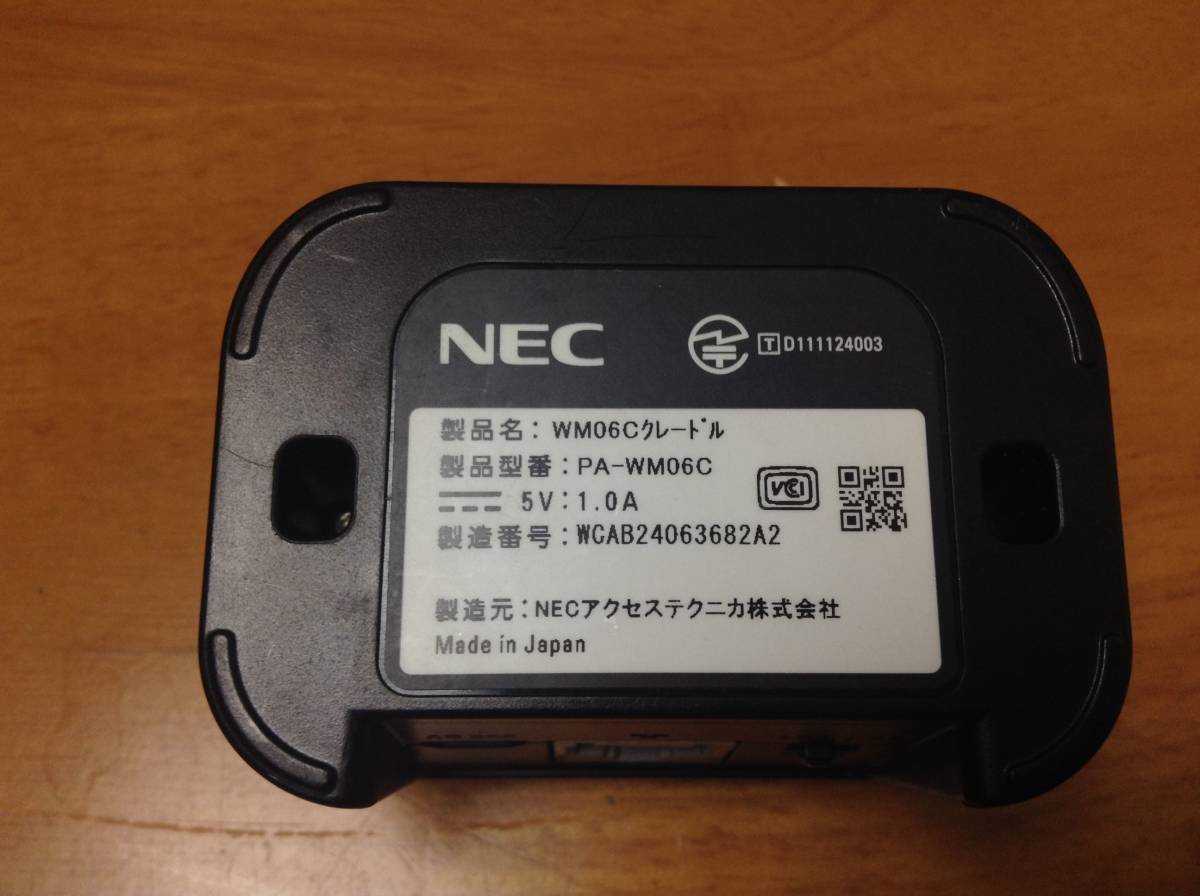 NEC
T D111124003
製品名: WM06Cクレードル
製品型番: PA-WM06C
5V:1.0A
VCI
製造番号:WCAB24063682A2
製造元:NECアクセステクニカ株式会社
Made in Japan